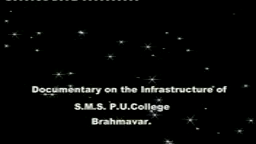 Documentary on the Infrastructure of
S.M.S. P.U.College
Brahmavar.